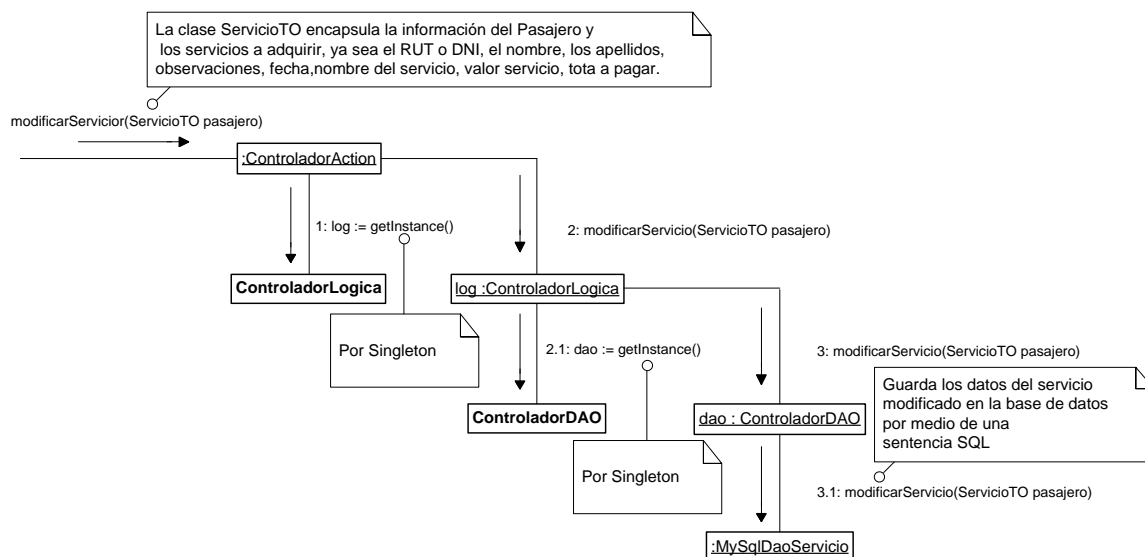 La clase ServicioTO encapsula la información del Pasajero y
los servicios a adquirir, ya sea el RUT o DNI, el nombre, los apellidos,
observaciones, fecha,nombre del servicio, valor servicio, tota a pagar.
modificarServicior(ServicioTO pasajero)
:ControladorAction
1: log := getInstance()
2: modificarServicio(ServicioTO pasajero)
ControladorLogica
log :ControladorLogica
Por Singleton
2.1: dao := getInstance()
3: modificarServicio(ServicioTO pasajero)
Guarda los datos del servicio
modificado en la base de datos
por medio de una
sentencia SQL
ControladorDAO
dao : ControladorDAO
Por Singleton
3.1: modificarServicio(ServicioTO pasajero)
:MySqlDaoServicio